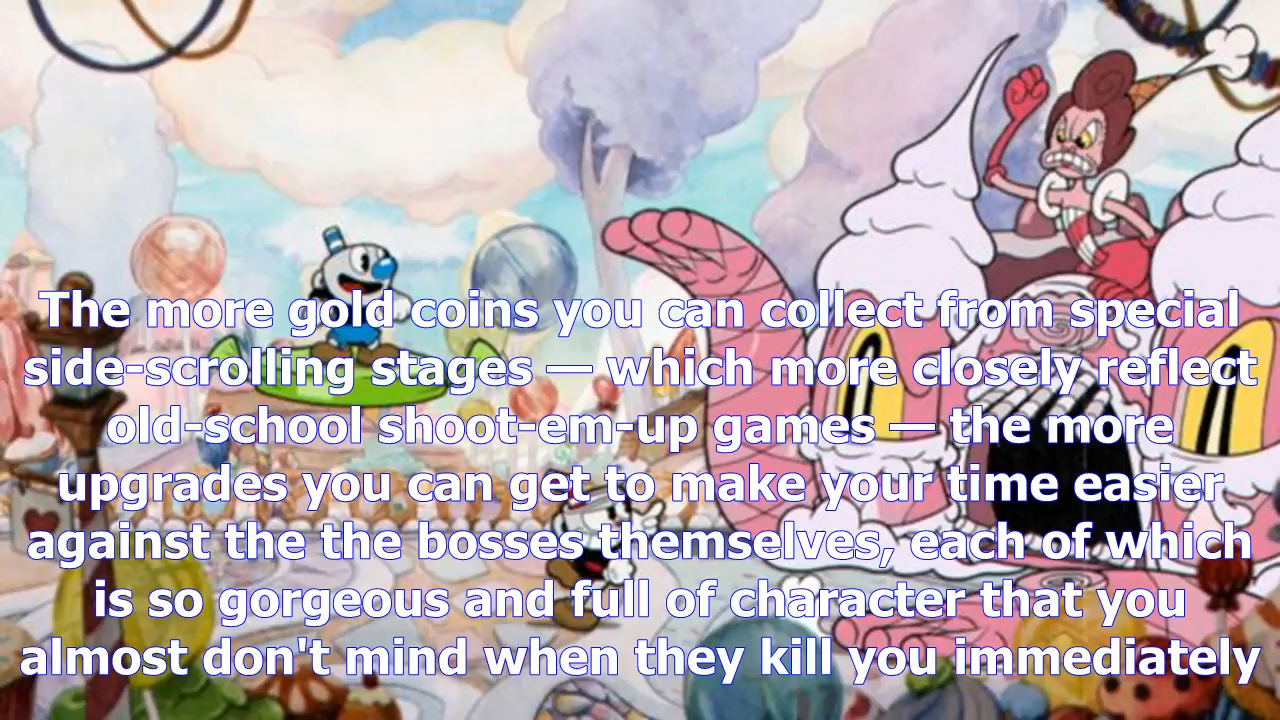 The more gold coins you can collect from special
side-scrolling stages — which more closely reflect
old-school shoot-em-up games — the more
upgrades you can get to make your time easier
against the the bosses themselves, each of which
is so gorgeous and full of character that you
almost don't mind when they kill you immediately